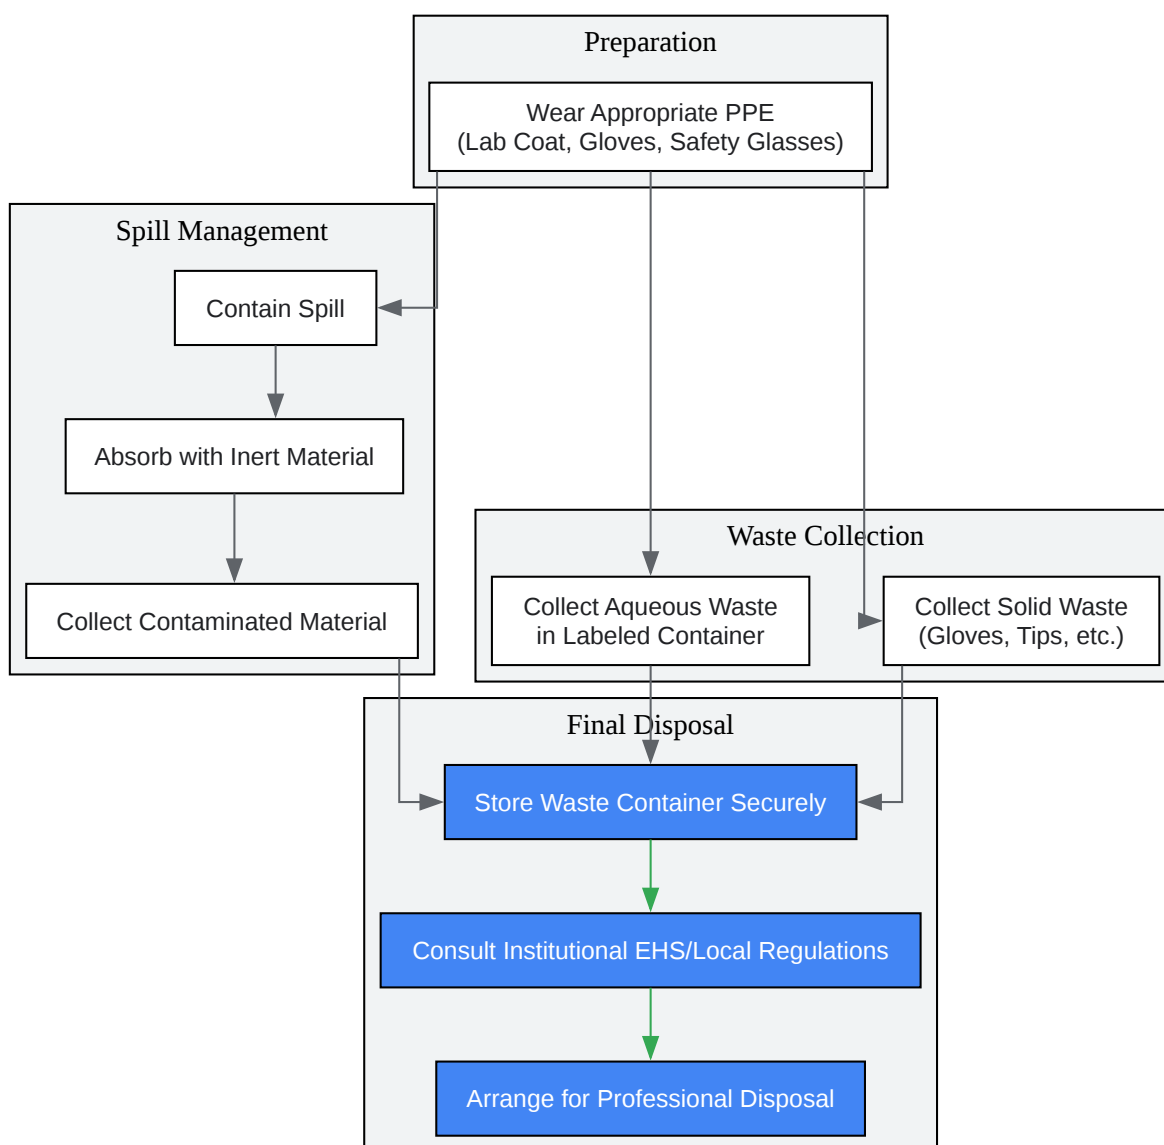 Preparation
Wear Appropriate PPE
(Lab Coat, Gloves, Safety Glasses)
Spill Management
Contain Spill
Absorb with Inert Material
Collect Contaminated Material
Waste Collection
Collect Aqueous Waste
in Labeled Container
Collect Solid Waste
(Gloves, Tips, etc.)
Final Disposal
Store Waste Container Securely
Consult Institutional EHS/Local Regulations
Arrange for Professional Disposal